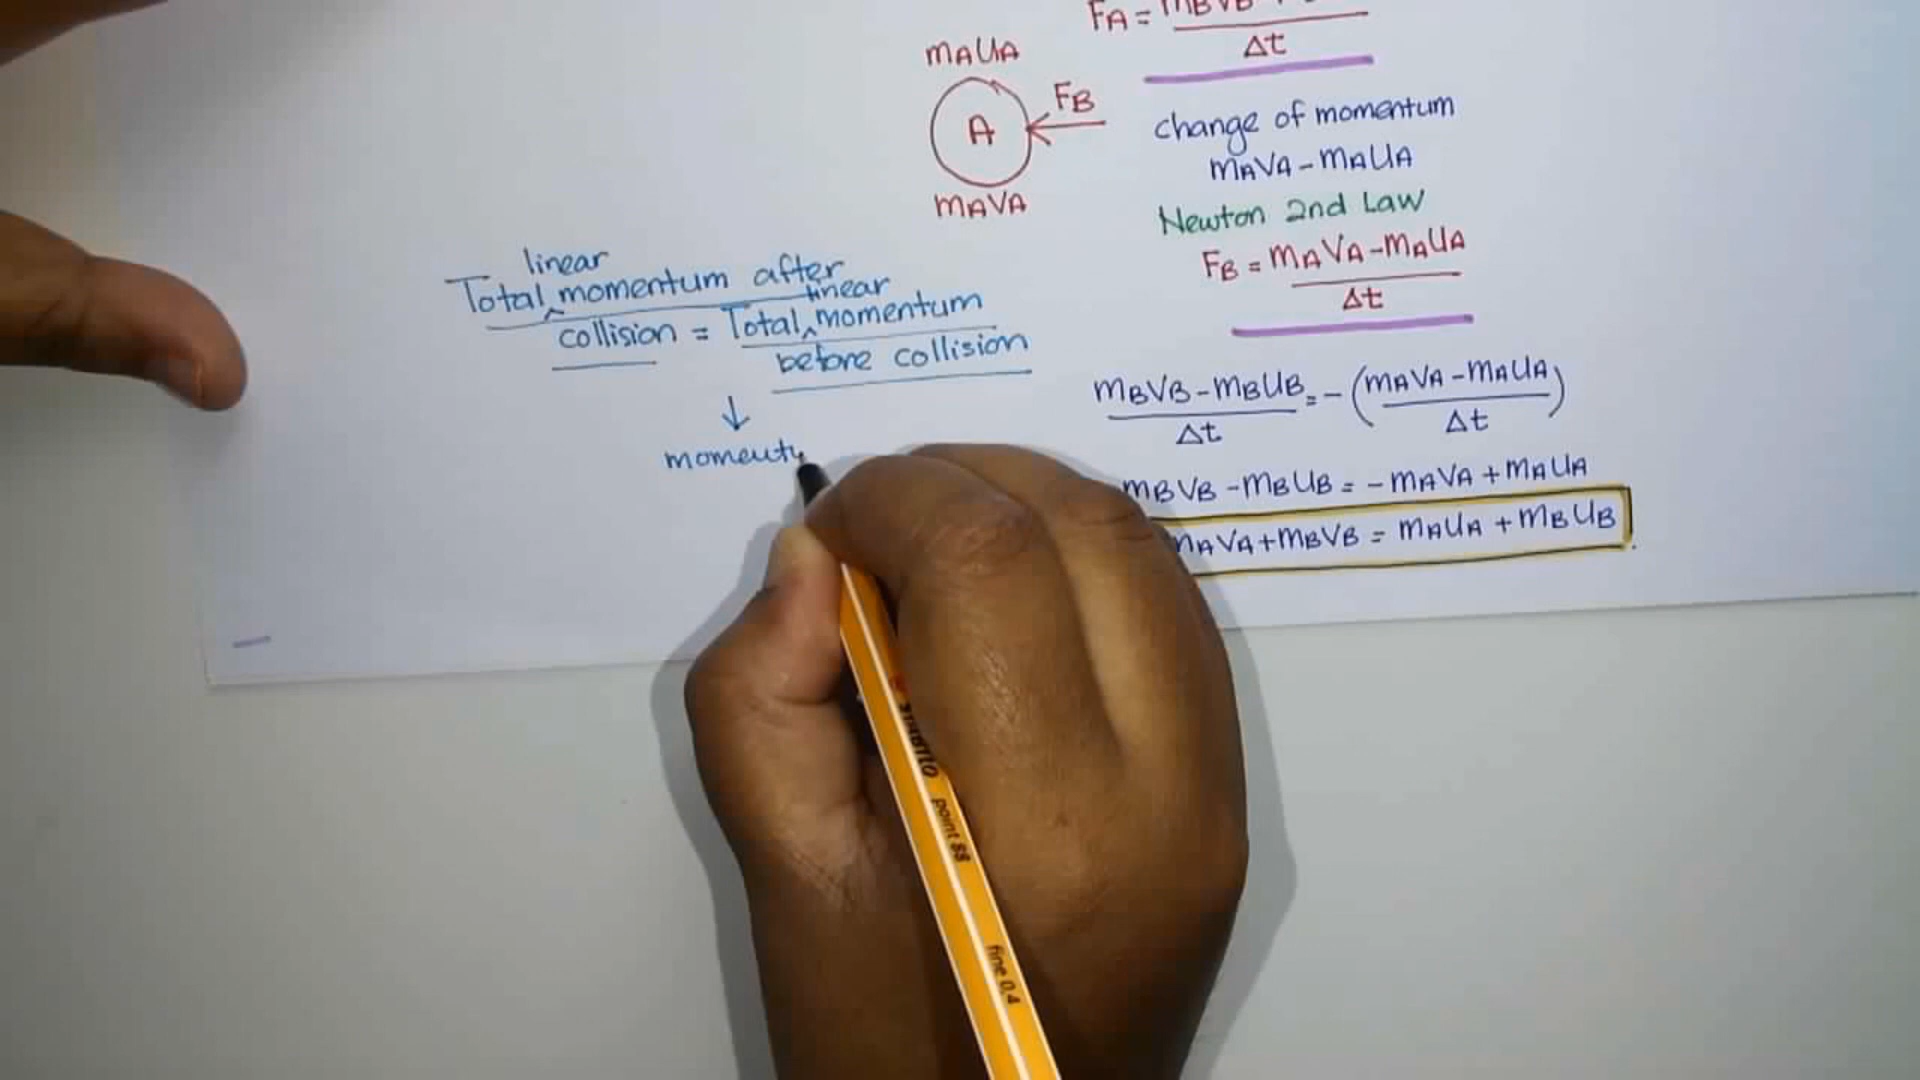 FA = mBVB
Δt
mAUA
FB
A
mAVA
change of momentum
mAVA - mAUA
Newton 2nd Law
FB = mAVA - mAUA
Δt
linear
Total momentum after
linear
collision = Total momentum
before collision
↓
momentu
mBVB - mBUB = - (mAVA - mAUA)
Δt Δt
mBVB - mBUB = - mAVA + mAUA
mAVA + mBVB = mAUA + mBUB
STABILO point 88 fine 0,4